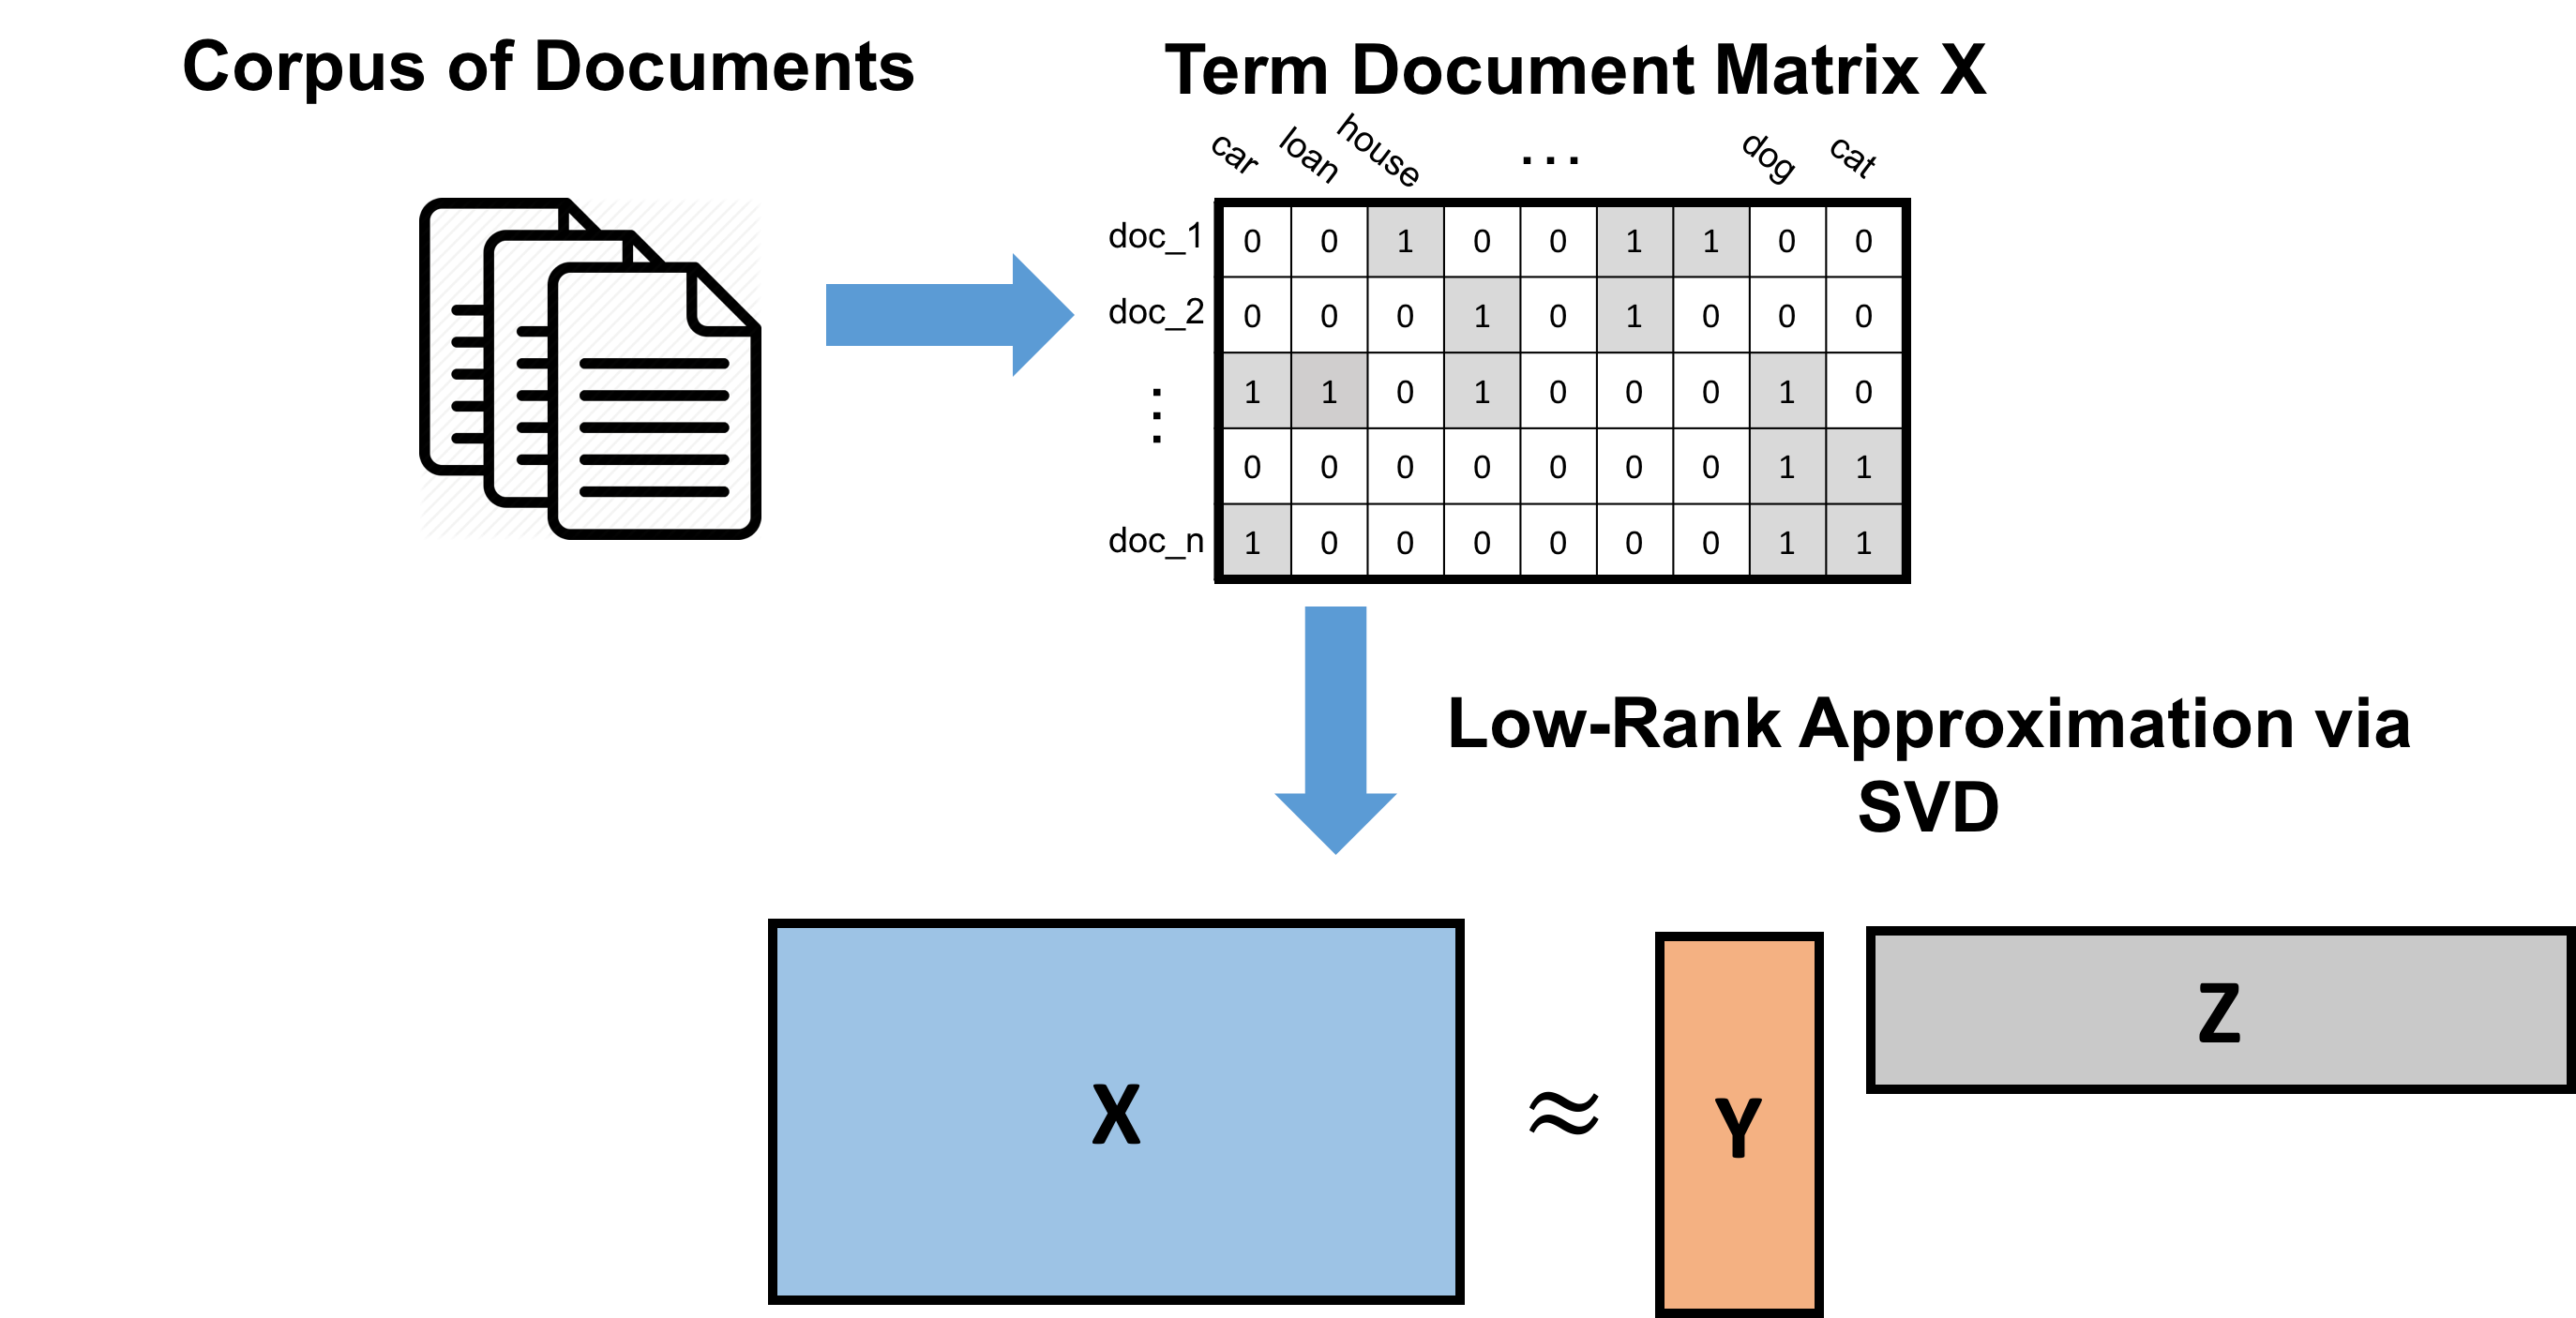 Corpus of Documents
Term Document Matrix X
car loan house ... dog cat
doc_1 0 0 1 0 0 1 1 0 0
doc_2 0 0 0 1 0 1 0 0 0
⋮ 1 1 0 1 0 0 0 1 0
0 0 0 0 0 0 0 1 1
doc_n 1 0 0 0 0 0 0 1 1
Low-Rank Approximation via
SVD
X ≈ Y Z